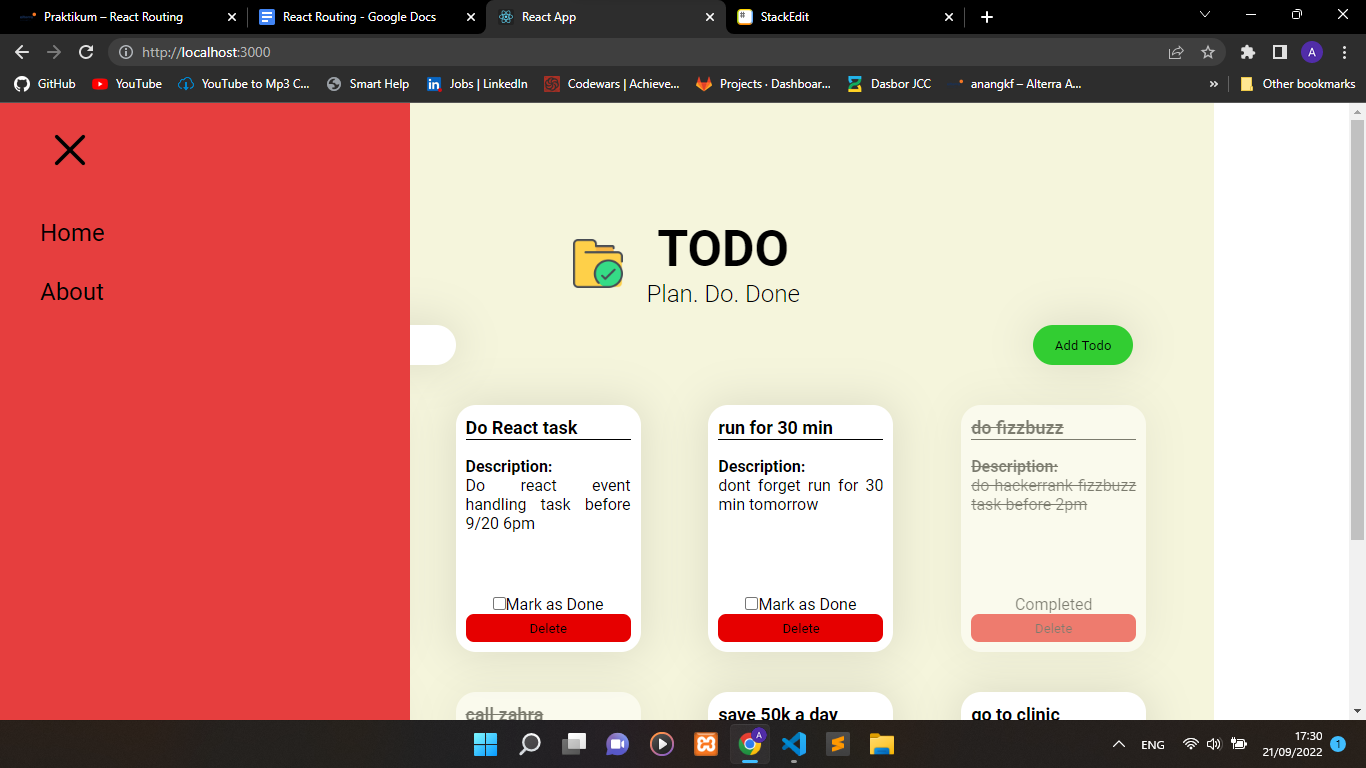 Praktikum – React Routing
React Routing - Google Docs
React App
StackEdit
http://localhost:3000
A
GitHub
YouTube
YouTube to Mp3 C...
Smart Help
Jobs | LinkedIn
Codewars | Achieve...
Projects · Dashboar...
Dasbor JCC
anangkf – Alterra A...
»
Other bookmarks
Home
About
TODO
Plan. Do. Done
Add Todo
Do React task
Description:
Do react event
handling task before
9/20 6pm
Mark as Done
Delete
run for 30 min
Description:
dont forget run for 30
min tomorrow
Mark as Done
Delete
do fizzbuzz
Description:
do hackerrank fizzbuzz
task before 2pm
Completed
Delete
call zahra
save 50k a day
go to clinic
A
ENG
17:30
21/09/2022
1